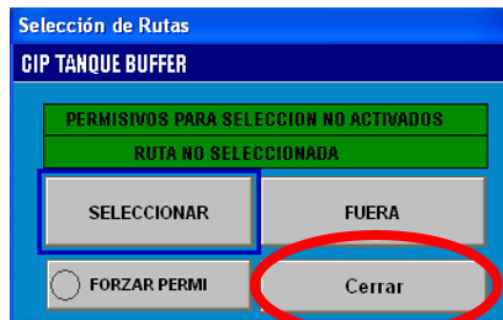 Selección de Rutas
CIP TANQUE BUFFER
PERMISIVOS PARA SELECCION NO ACTIVADOS
RUTA NO SELECCIONADA
SELECCIONAR FUERA
FORZAR PERMI Cerrar